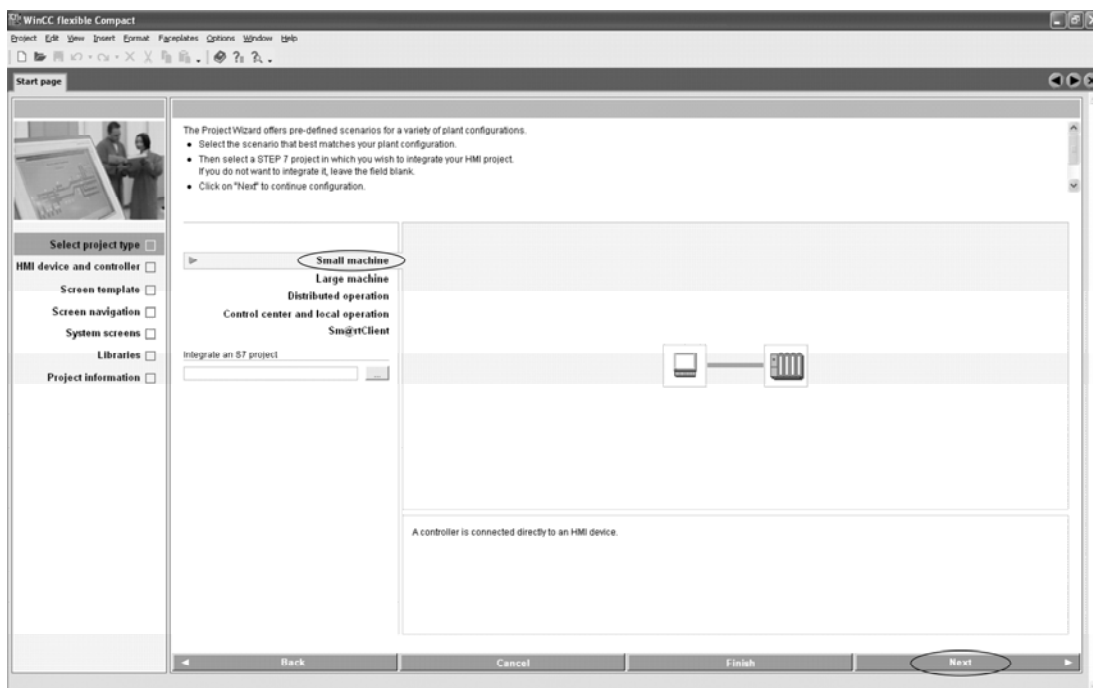 WinCC flexible Compact
Project Edit View Insert Format Faceplates Options Window Help
Start page
The Project Wizard offers pre-defined scenarios for a variety of plant configurations.
• Select the scenario that best matches your plant configuration.
• Then select a STEP 7 project in which you wish to integrate your HMI project.
If you do not want to integrate it, leave the field blank.
• Click on "Next" to continue configuration.
Select project type
HMI device and controller
Screen template
Screen navigation
System screens
Libraries
Project information
Small machine
Large machine
Distributed operation
Control center and local operation
Sm@rtClient
Integrate an S7 project
...
A controller is connected directly to an HMI device.
Back Cancel Finish Next